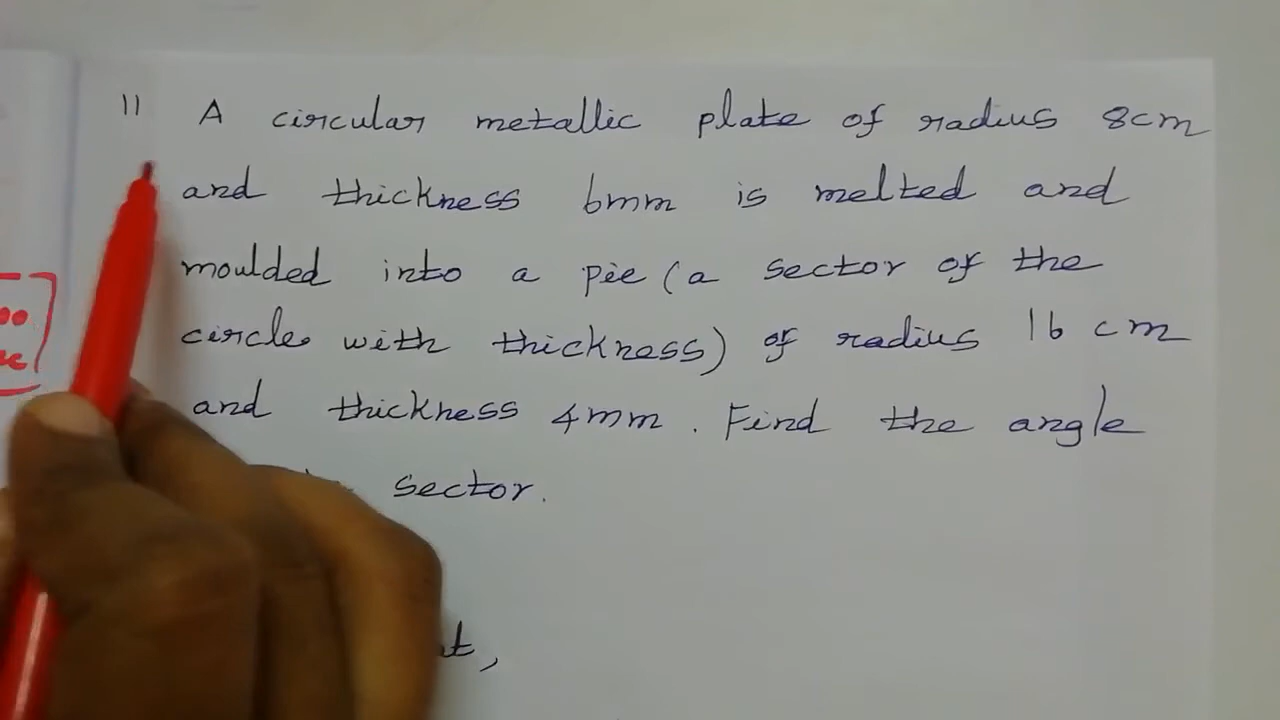 11 A circular metallic plate of radius 8cm
and thickness 6mm is melted and
moulded into a pie (a sector of the
circle with thickness) of radius 16 cm
and thickness 4mm. Find the angle
sector.